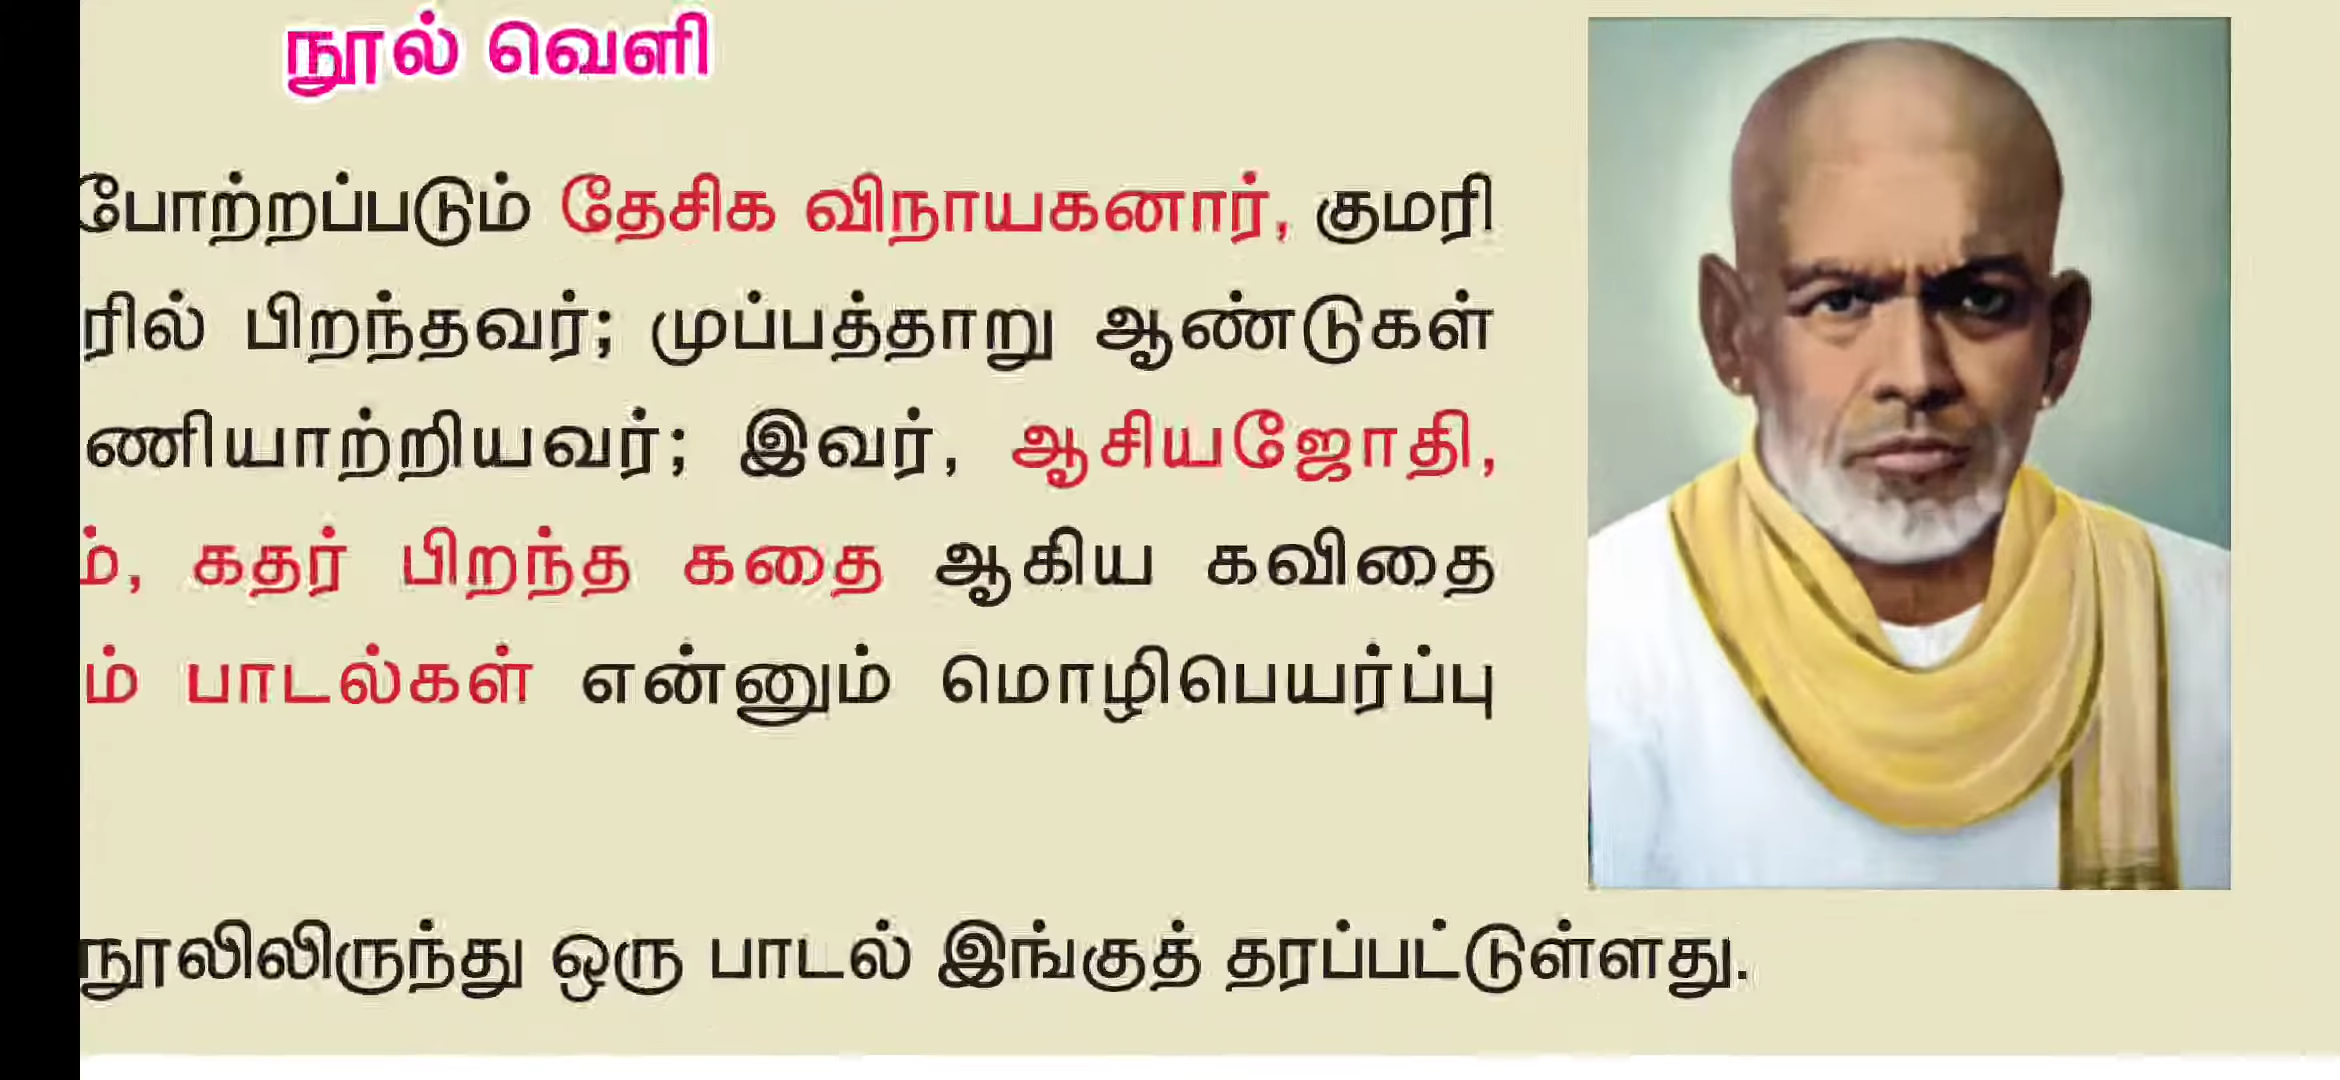 நூல் வெளி
போற்றப்படும் தேசிக விநாயகனார், குமரி
ரில் பிறந்தவர்; முப்பத்தாறு ஆண்டுகள்
ணியாற்றியவர்; இவர், ஆசியஜோதி,
ம், கதர் பிறந்த கதை ஆகிய கவிதை
ம் பாடல்கள் என்னும் மொழிபெயர்ப்பு
நூலிலிருந்து ஒரு பாடல் இங்குத் தரப்பட்டுள்ளது.